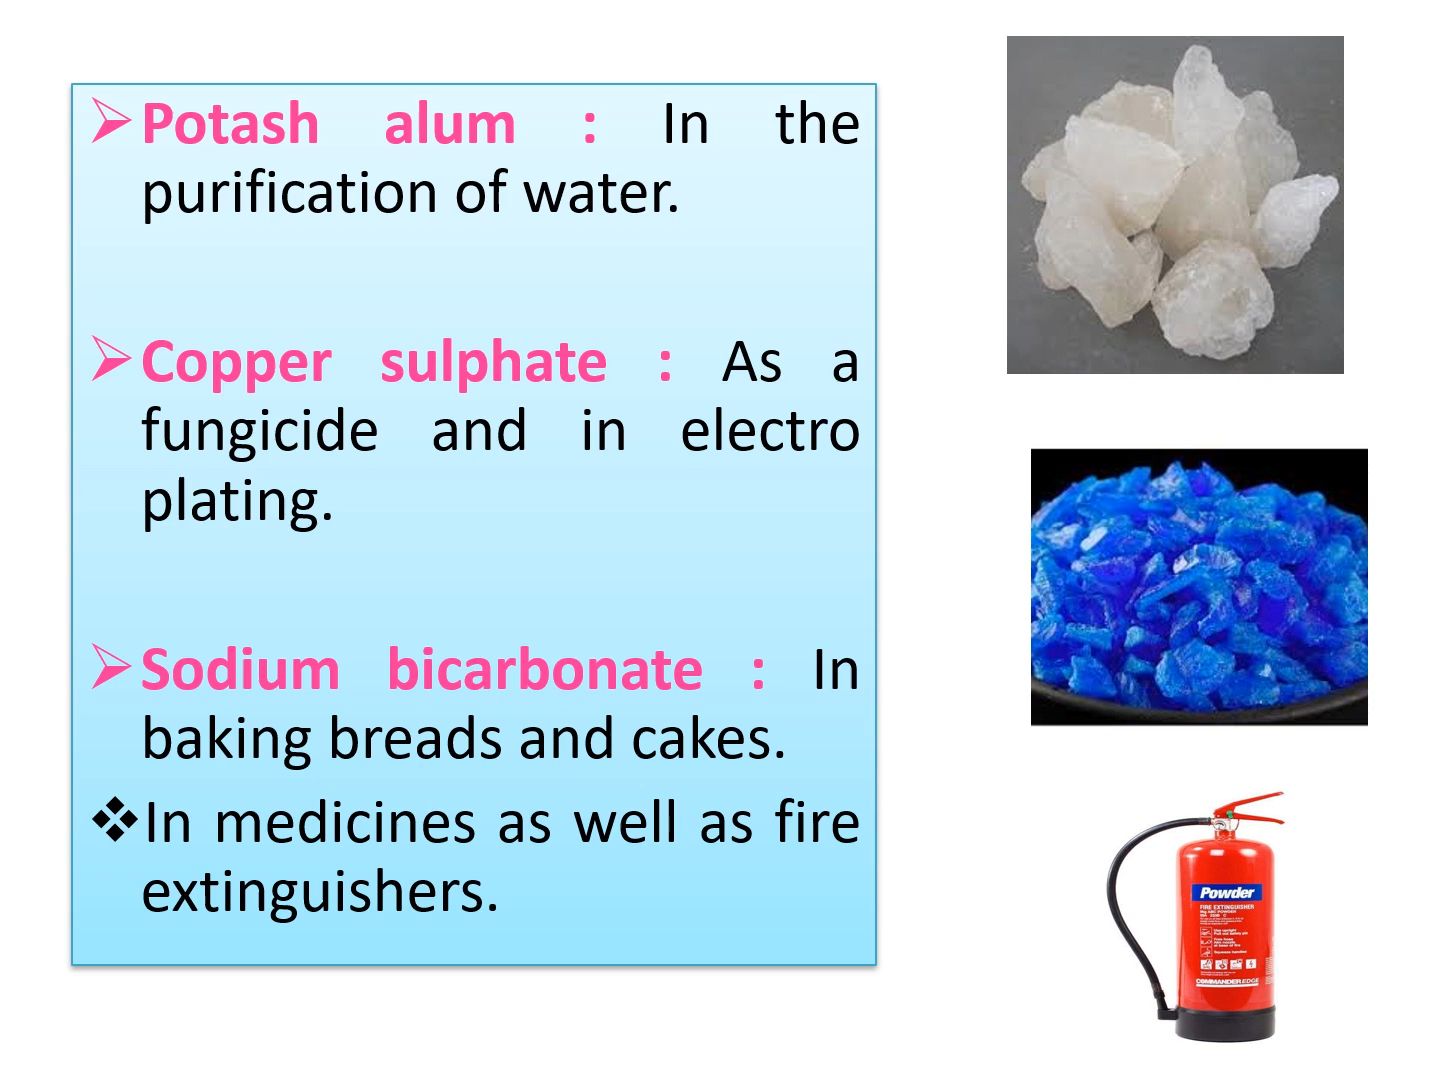 ➢Potash alum : In the
purification of water.
➢Copper sulphate : As a
fungicide and in electro
plating.
➢Sodium bicarbonate : In
baking breads and cakes.
❖In medicines as well as fire
extinguishers.
Powder
FIRE EXTINGUISHER
COMMANDEREDGE